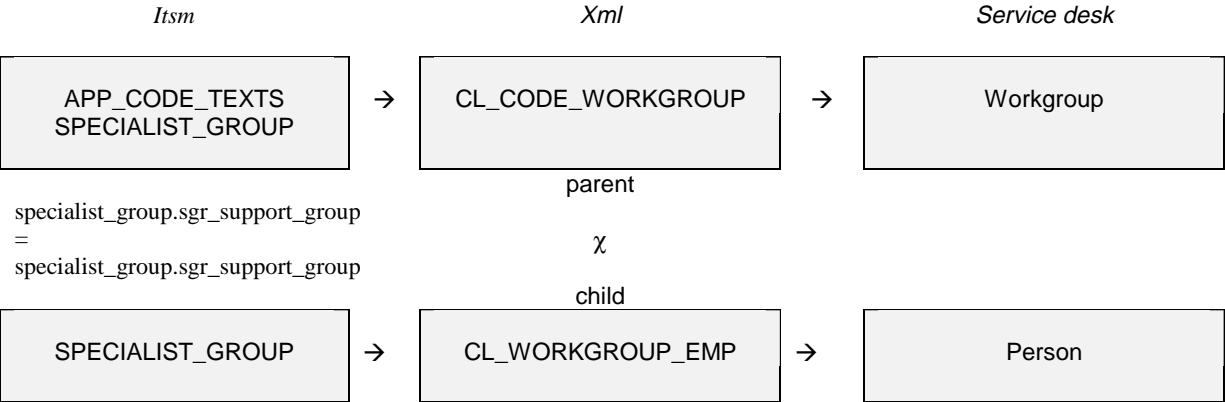 Itsm Xml Service desk
APP_CODE_TEXTS → CL_CODE_WORKGROUP → Workgroup
SPECIALIST_GROUP
parent
specialist_group.sgr_support_group
=
χ
specialist_group.sgr_support_group
child
SPECIALIST_GROUP → CL_WORKGROUP_EMP → Person